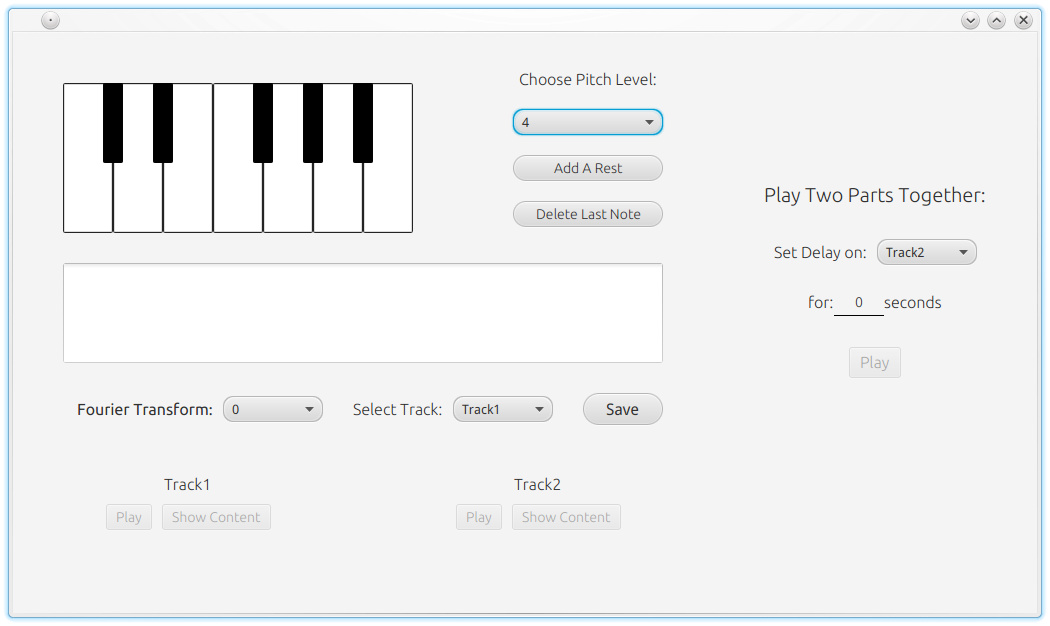 Choose Pitch Level:
4
Add A Rest
Delete Last Note
Play Two Parts Together:
Set Delay on: Track2
for: 0 seconds
Play
Fourier Transform: 0 Select Track: Track1 Save
Track1 Track2
Play Show Content Play Show Content